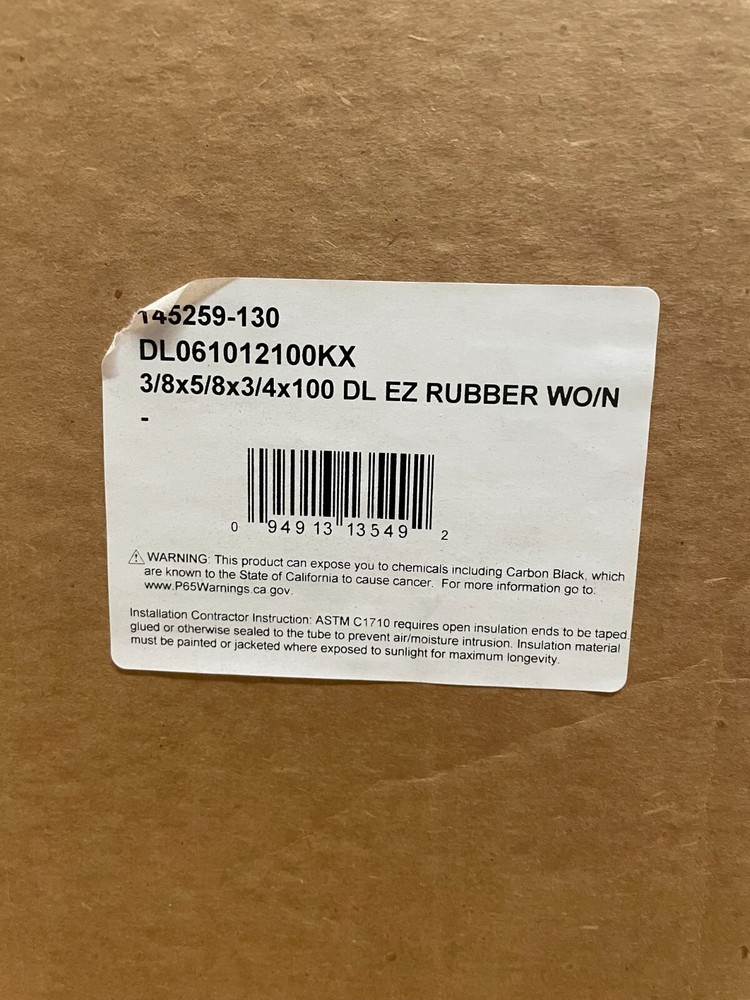 145259-130
DL061012100KX
3/8x5/8x3/4x100 DL EZ RUBBER WO/N
-
0 94913 13549 2
⚠ WARNING: This product can expose you to chemicals including Carbon Black, which
are known to the State of California to cause cancer. For more information go to:
www.P65Warnings.ca.gov.
Installation Contractor Instruction: ASTM C1710 requires open insulation ends to be taped,
glued or otherwise sealed to the tube to prevent air/moisture intrusion. Insulation material
must be painted or jacketed where exposed to sunlight for maximum longevity.